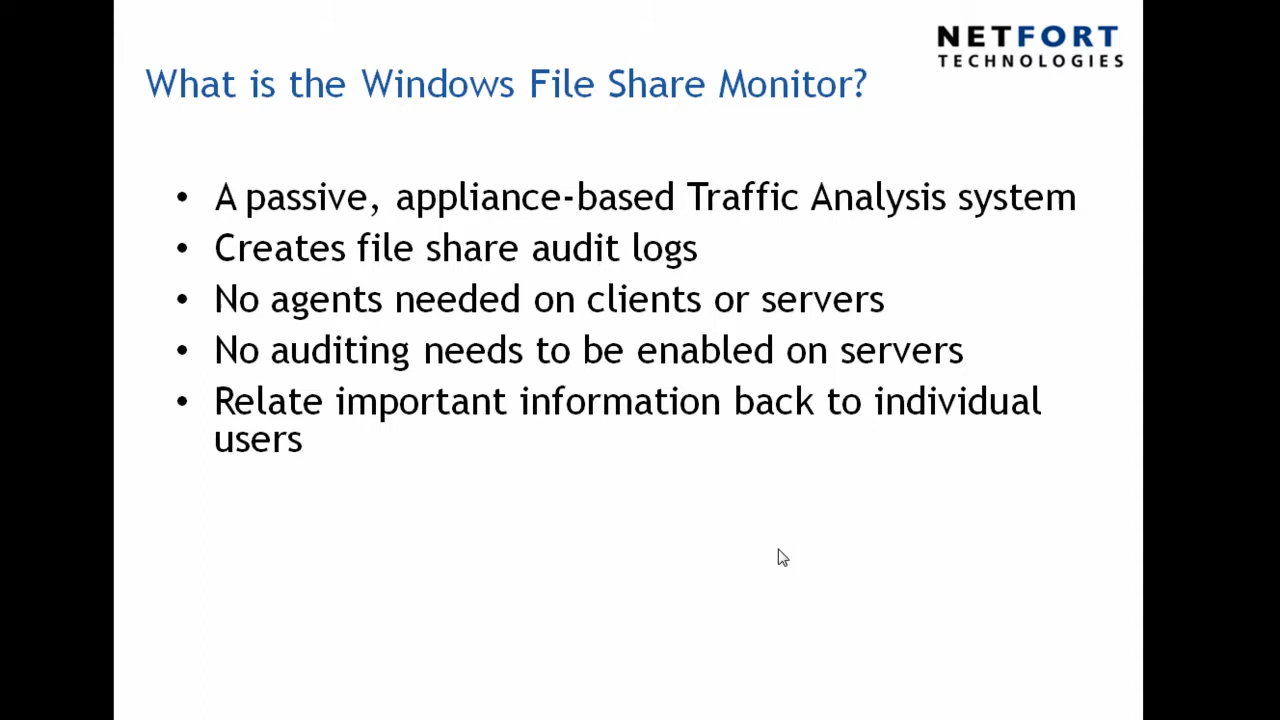 NETFORT
TECHNOLOGIES
What is the Windows File Share Monitor?
• A passive, appliance-based Traffic Analysis system
• Creates file share audit logs
• No agents needed on clients or servers
• No auditing needs to be enabled on servers
• Relate important information back to individual
users